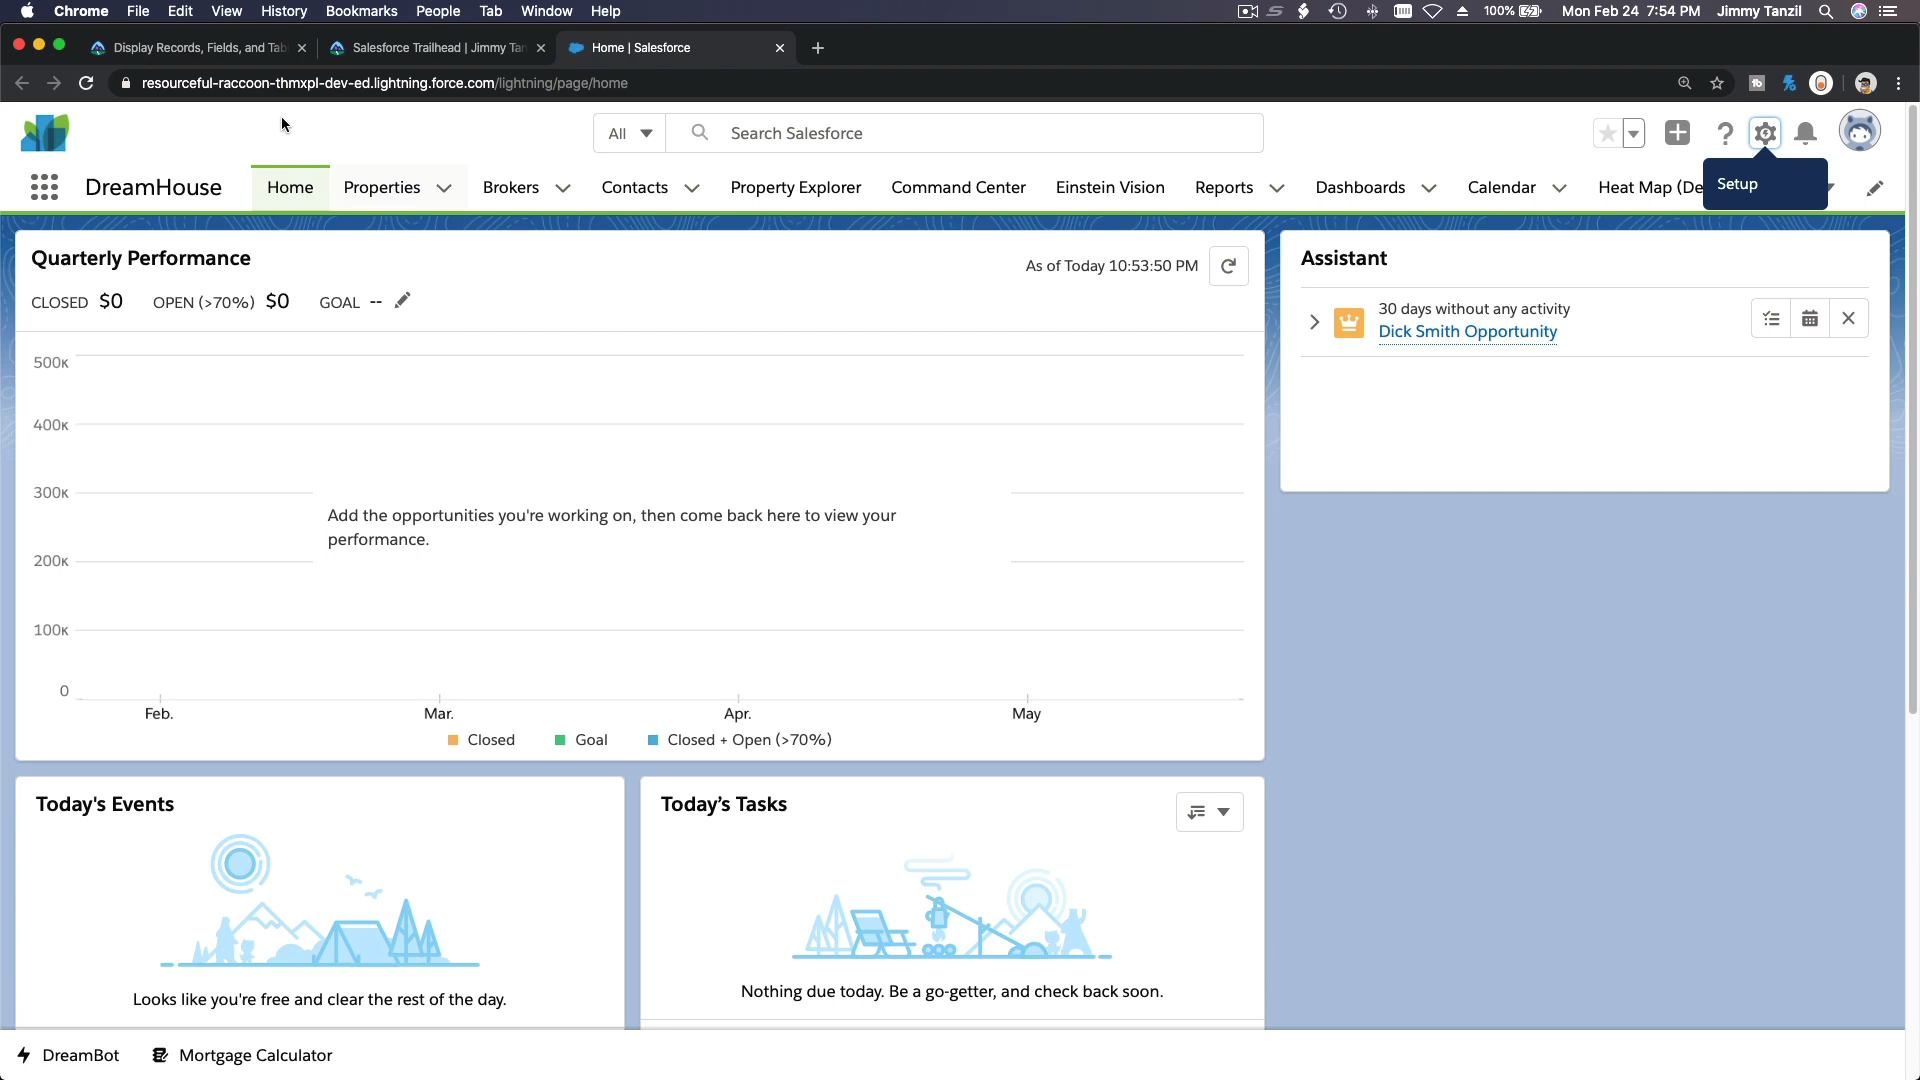 Chrome File Edit View History Bookmarks People Tab Window Help
100% Mon Feb 24 7:54 PM Jimmy Tanzil
Display Records, Fields, and Tab
Salesforce Trailhead | Jimmy Tan
Home | Salesforce
resourceful-raccoon-thmxpl-dev-ed.lightning.force.com/lightning/page/home
All
Search Salesforce
DreamHouse
Home Properties Brokers Contacts Property Explorer Command Center Einstein Vision Reports Dashboards Calendar Heat Map (De
Setup
Quarterly Performance
As of Today 10:53:50 PM
CLOSED $0 OPEN (>70%) $0 GOAL --
500K
400K
300K
200K
100K
0
Add the opportunities you're working on, then come back here to view your
performance.
Feb. Mar. Apr. May
Closed Goal Closed + Open (>70%)
Assistant
30 days without any activity
Dick Smith Opportunity
Today's Events
Looks like you're free and clear the rest of the day.
Today’s Tasks
Nothing due today. Be a go-getter, and check back soon.
DreamBot Mortgage Calculator